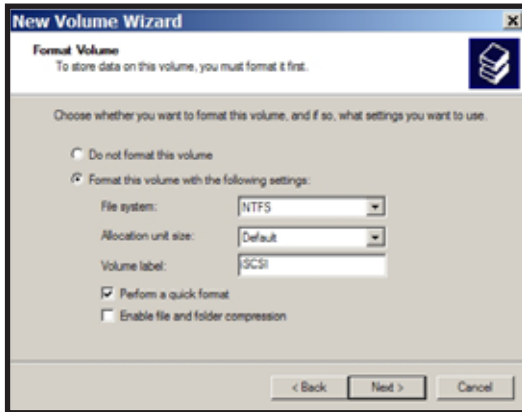 New Volume Wizard
Format Volume
To store data on this volume, you must format it first.
Choose whether you want to format this volume, and if so, what settings you want to use.
Do not format this volume
Format this volume with the following settings:
File system: NTFS
Allocation unit size: Default
Volume label: iSCSI
Perform a quick format
Enable file and folder compression
< Back Next > Cancel